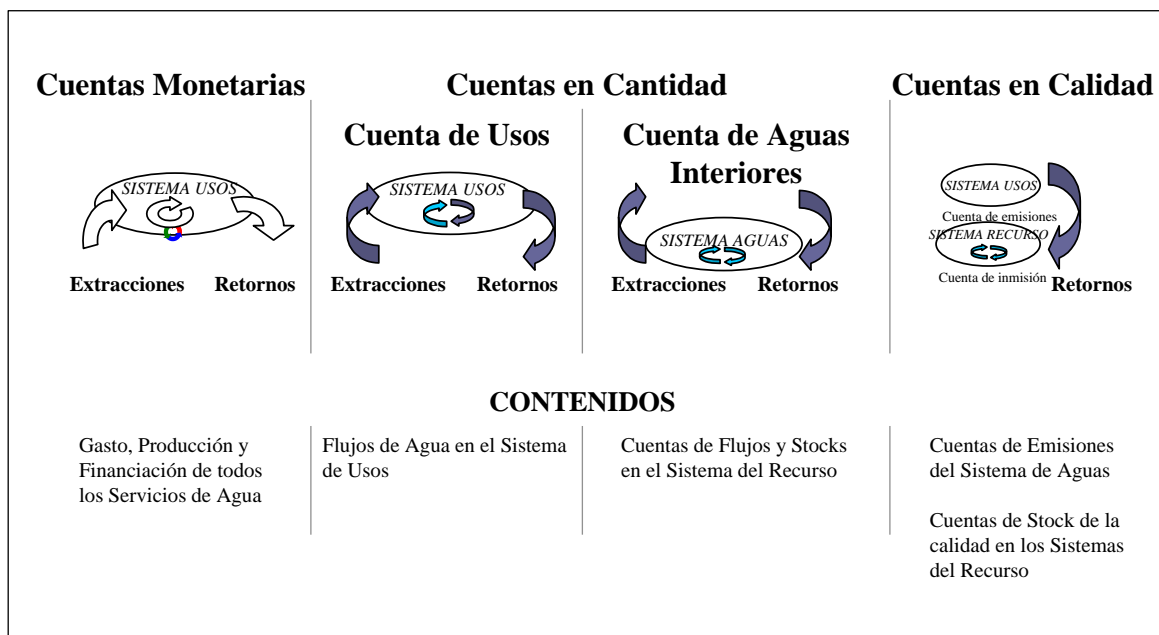 Cuentas Monetarias
Cuentas en Cantidad
Cuentas en Calidad
Cuenta de Usos
Cuenta de Aguas
Interiores
SISTEMA USOS
Extracciones Retornos
SISTEMA USOS
Extracciones Retornos
SISTEMA AGUAS
Extracciones Retornos
SISTEMA USOS
Cuenta de emisiones
SISTEMA RECURSO
Cuenta de inmisión
Retornos
CONTENIDOS
Gasto, Producción y
Financiación de todos
los Servicios de Agua
Flujos de Agua en el Sistema
de Usos
Cuentas de Flujos y Stocks
en el Sistema del Recurso
Cuentas de Emisiones
del Sistema de Aguas
Cuentas de Stock de la
calidad en los Sistemas
del Recurso